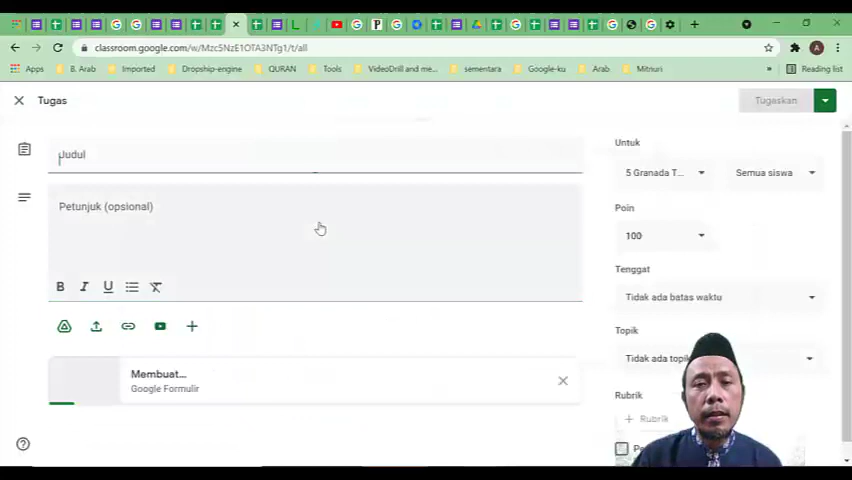 classroom.google.com/w/Mzc5NzE1OTA3NTg1/t/all
Apps B. Arab Imported Dropship-engine QURAN Tools VideoDrill and me... sementara Google-ku Arab Mitnuri » Reading list
Tugas
Tugaskan
Judul
Petunjuk (opsional)
B I U
Membuat...
Google Formulir
Untuk
5 Granada T... Semua siswa
Poin
100
Tenggat
Tidak ada batas waktu
Topik
Tidak ada topik
Rubrik
+ Rubrik